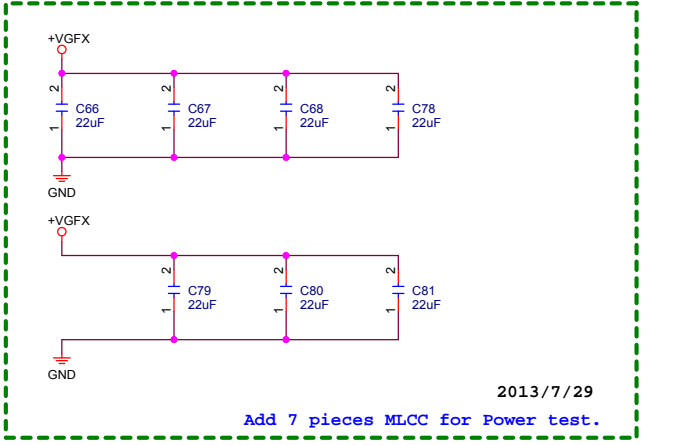 +VGFX
2 2 2 2
C66 C67 C68 C78
22uF 22uF 22uF 22uF
1 1 1 1
GND
+VGFX
2 2 2
C79 C80 C81
22uF 22uF 22uF
1 1 1
GND
2013/7/29
Add 7 pieces MLCC for Power test.